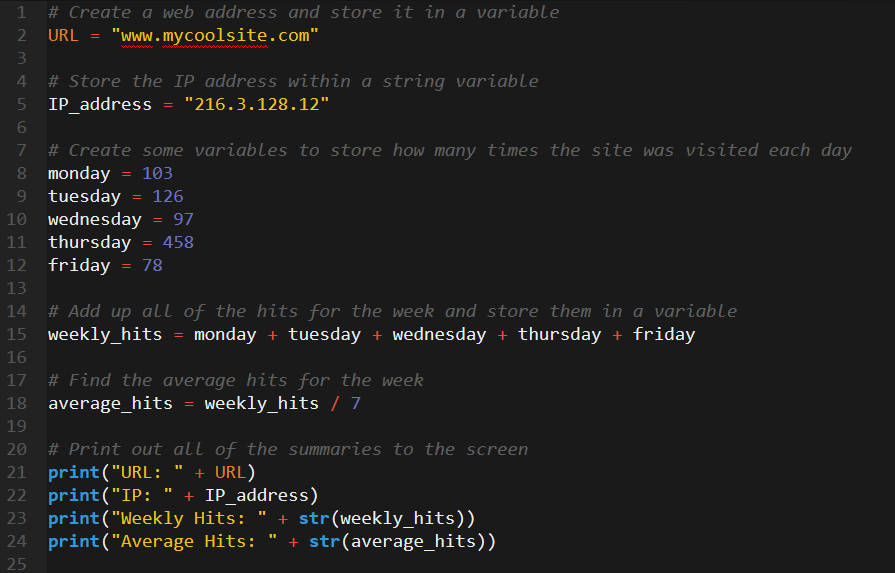 1 # Create a web address and store it in a variable
2 URL = "www.mycoolsite.com"
3
4 # Store the IP address within a string variable
5 IP_address = "216.3.128.12"
6
7 # Create some variables to store how many times the site was visited each day
8 monday = 103
9 tuesday = 126
10 wednesday = 97
11 thursday = 458
12 friday = 78
13
14 # Add up all of the hits for the week and store them in a variable
15 weekly_hits = monday + tuesday + wednesday + thursday + friday
16
17 # Find the average hits for the week
18 average_hits = weekly_hits / 7
19
20 # Print out all of the summaries to the screen
21 print("URL: " + URL)
22 print("IP: " + IP_address)
23 print("Weekly Hits: " + str(weekly_hits))
24 print("Average Hits: " + str(average_hits))
25